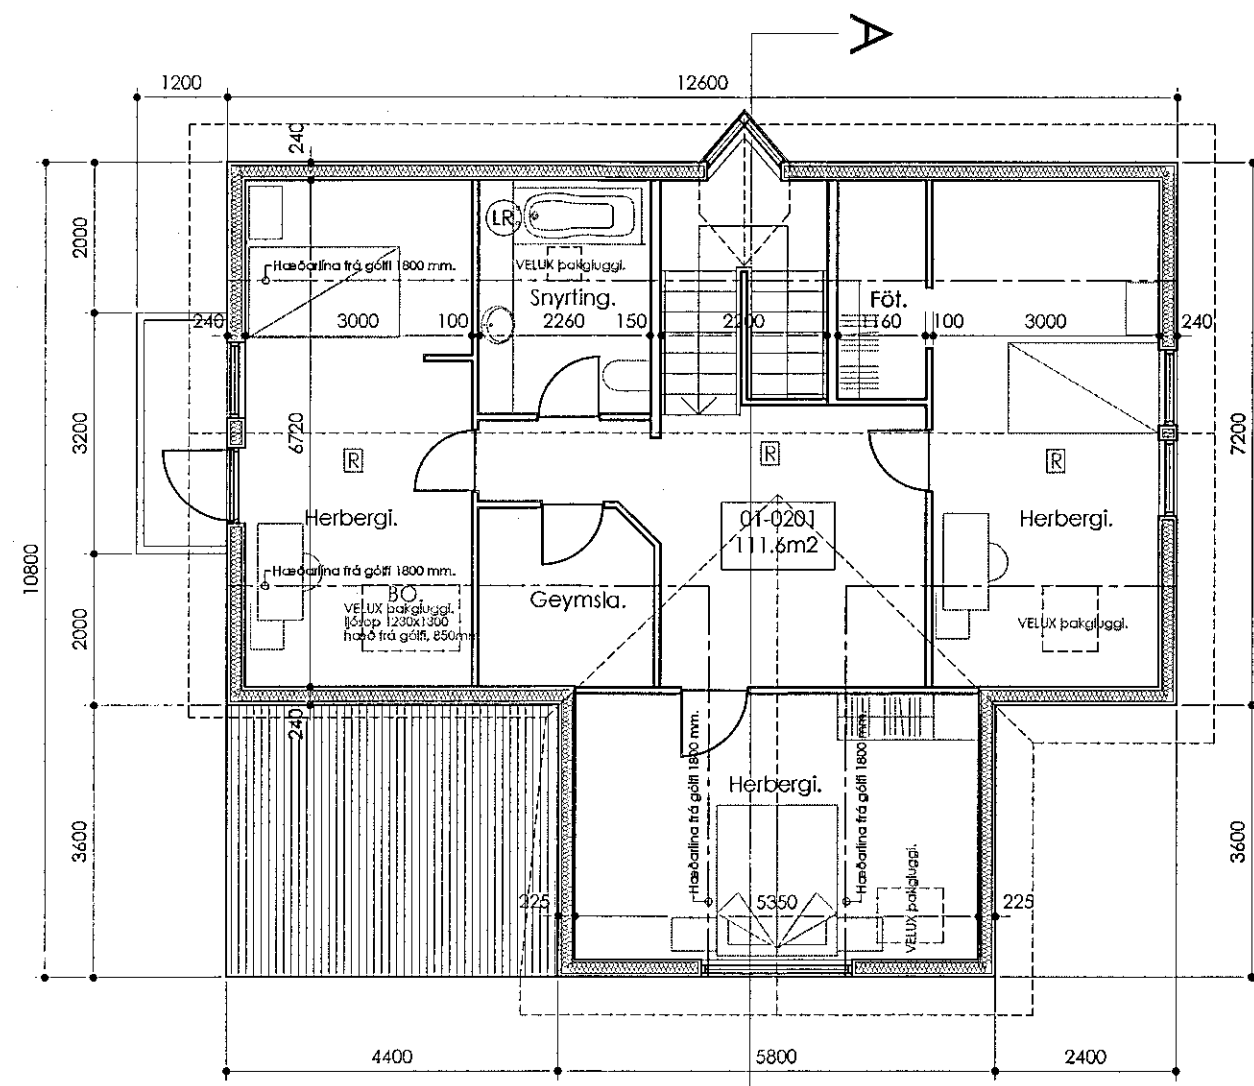 A
1200
12600
240
2000
Hæðarlína frá gólfi 1800 mm.
LR
VELUX þakgluggi.
Snyrting.
Föt.
240
3000
100
2260
150
2200
1160
100
3000
240
3200
6720
7200
R
R
R
Herbergi.
01-0201
111.6m2
Herbergi.
10800
Hæðarlína frá gólfi 1800 mm.
BO.
VELUX þakgluggi.
ljósop 1230x1300
hæð frá gólfi, 850mm
Geymsla.
VELUX þakgluggi.
2000
240
Hæðarlína frá gólfi 1800 mm.
Hæðarlína frá gólfi 1800 mm.
Herbergi.
3600
3600
VELUX þakgluggi.
225
5350
225
4400
5800
2400